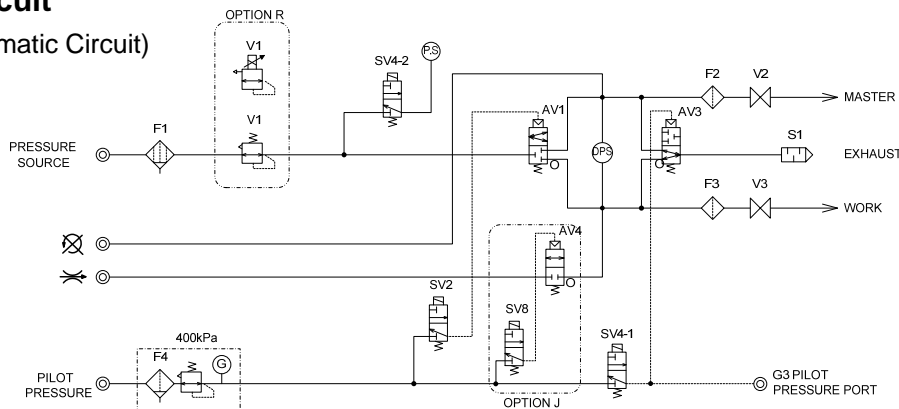 cuit
matic Circuit)
OPTION R
V1
SV4-2
P.S
F2
V2
AV1
AV3
MASTER
F1
V1
S1
PRESSURE
SOURCE
DPS
EXHAUST
F3
V3
WORK
AV4
SV2
SV8
SV4-1
400kPa
F4
G
PILOT
PRESSURE
G3 PILOT
PRESSURE PORT
OPTION J